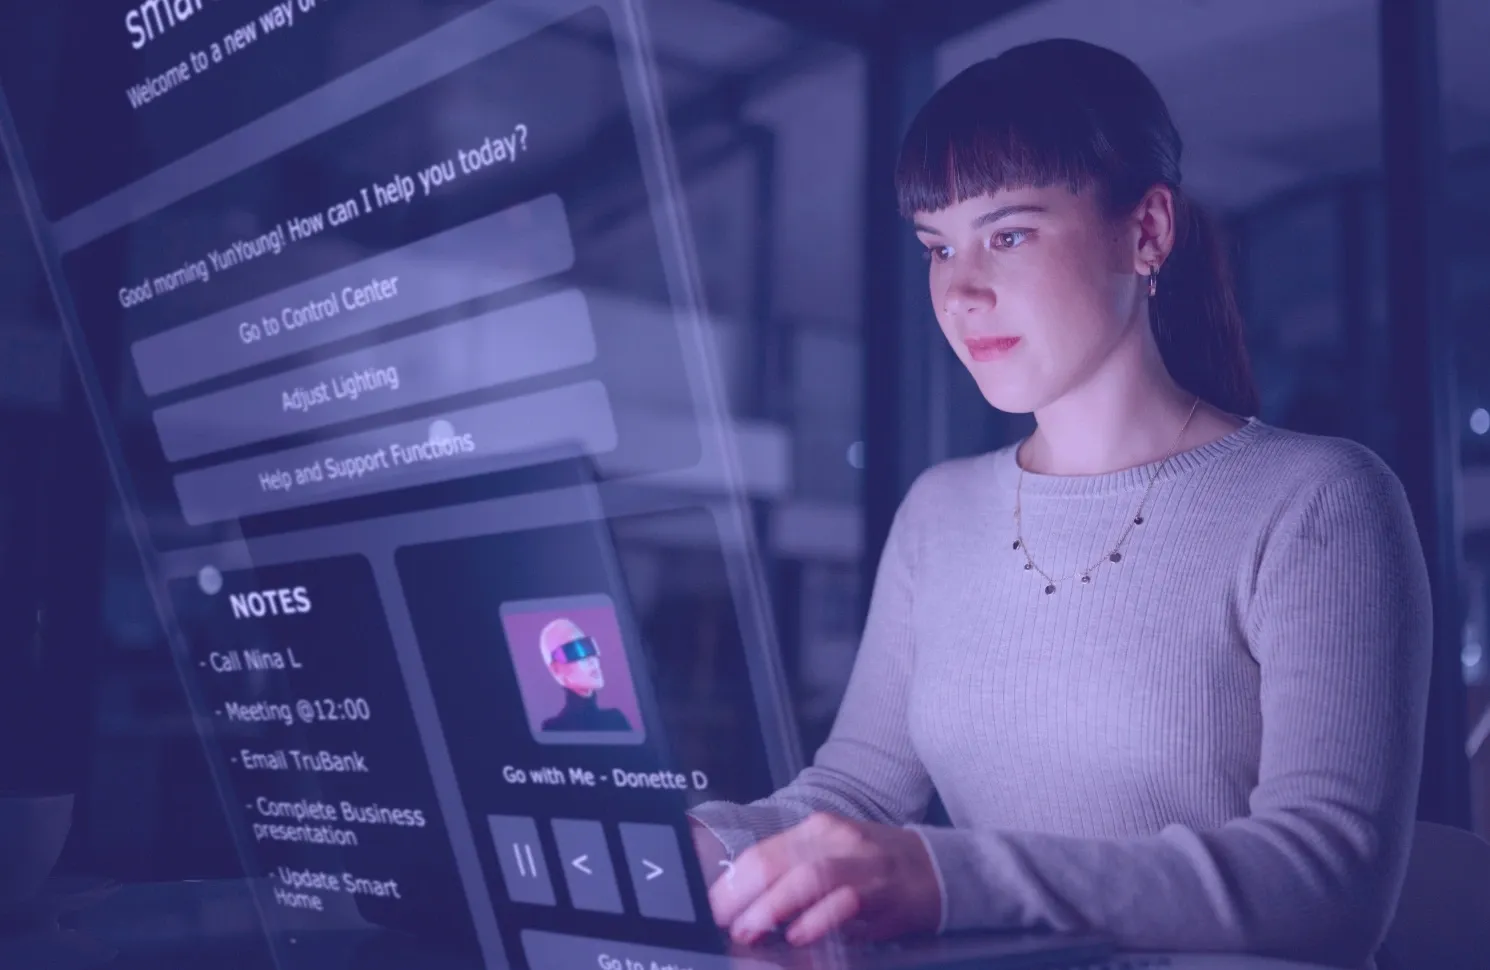 Welcome to a new way
Good morning YunYoung! How can I help you today?
Go to Control Center
Adjust Lighting
Help and Support Functions
NOTES
- Call Nina L
- Meeting @12:00
- Email TruBank
- Complete Business
presentation
- Update Smart
Home
-
Go with Me - Donette D
|| < >
Go to